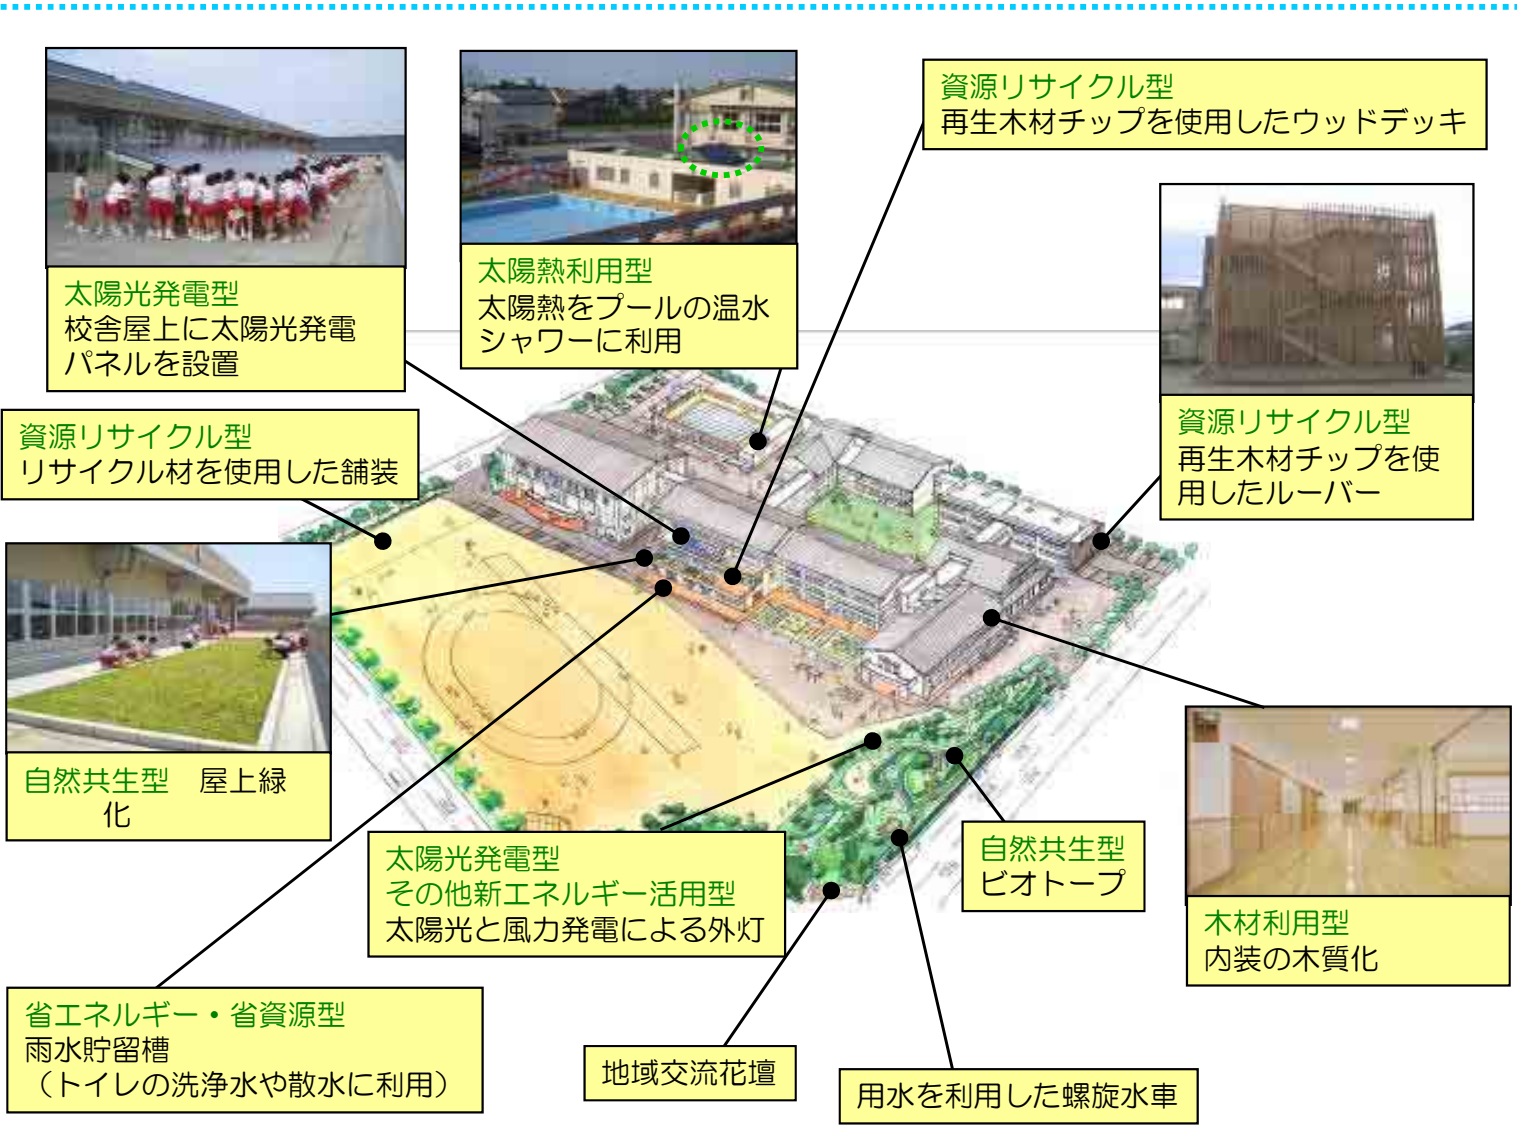 資源リサイクル型
再生木材チップを使用したウッドデッキ
太陽光発電型
校舎屋上に太陽光発電
パネルを設置
太陽熱利用型
太陽熱をプールの温水
シャワーに利用
資源リサイクル型
再生木材チップを使
用したルーバー
資源リサイクル型
リサイクル材を使用した舗装
自然共生型　屋上緑
化
太陽光発電型
その他新エネルギー活用型
太陽光と風力発電による外灯
自然共生型
ビオトープ
木材利用型
内装の木質化
省エネルギー・省資源型
雨水貯留槽
（トイレの洗浄水や散水に利用）
地域交流花壇
用水を利用した螺旋水車